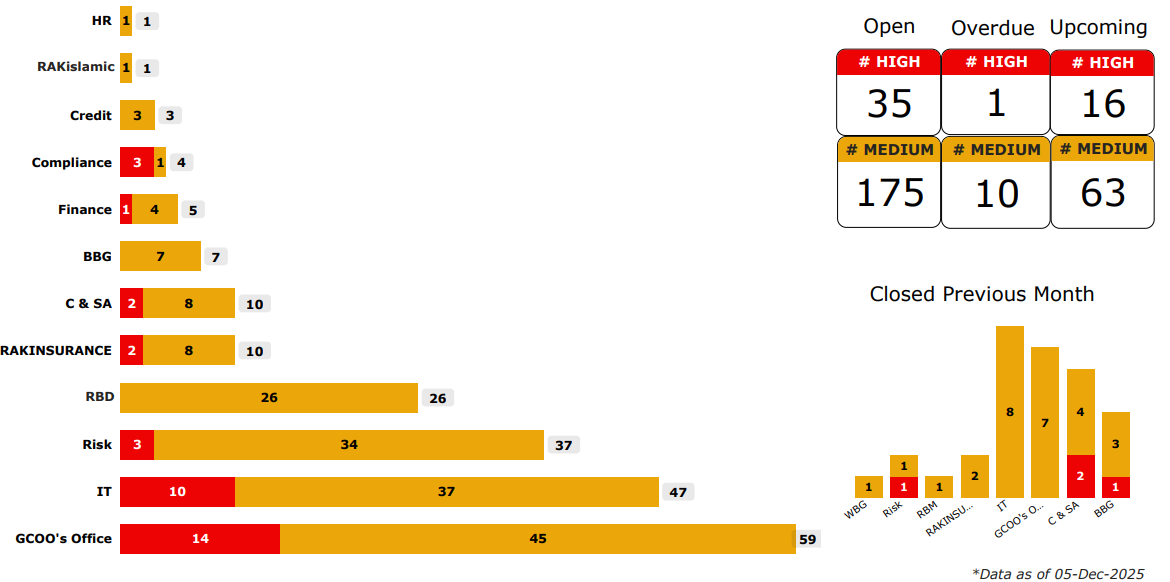 HR 1 1
RAKislamic 1 1
Credit 3 3
Compliance 3 1 4
Finance 1 4 5
BBG 7 7
C & SA 2 8 10
RAKINSURANCE 2 8 10
RBD 26 26
Risk 3 34 37
IT 10 37 47
GCOO's Office 14 45 59
Open Overdue Upcoming
# HIGH # HIGH # HIGH
35 1 16
# MEDIUM # MEDIUM # MEDIUM
175 10 63
Closed Previous Month
8
7
4
3
1
2
2
1 1 1 1
WBG Risk RBM RAKINSU... IT GCOO's O... C & SA BBG
*Data as of 05-Dec-2025